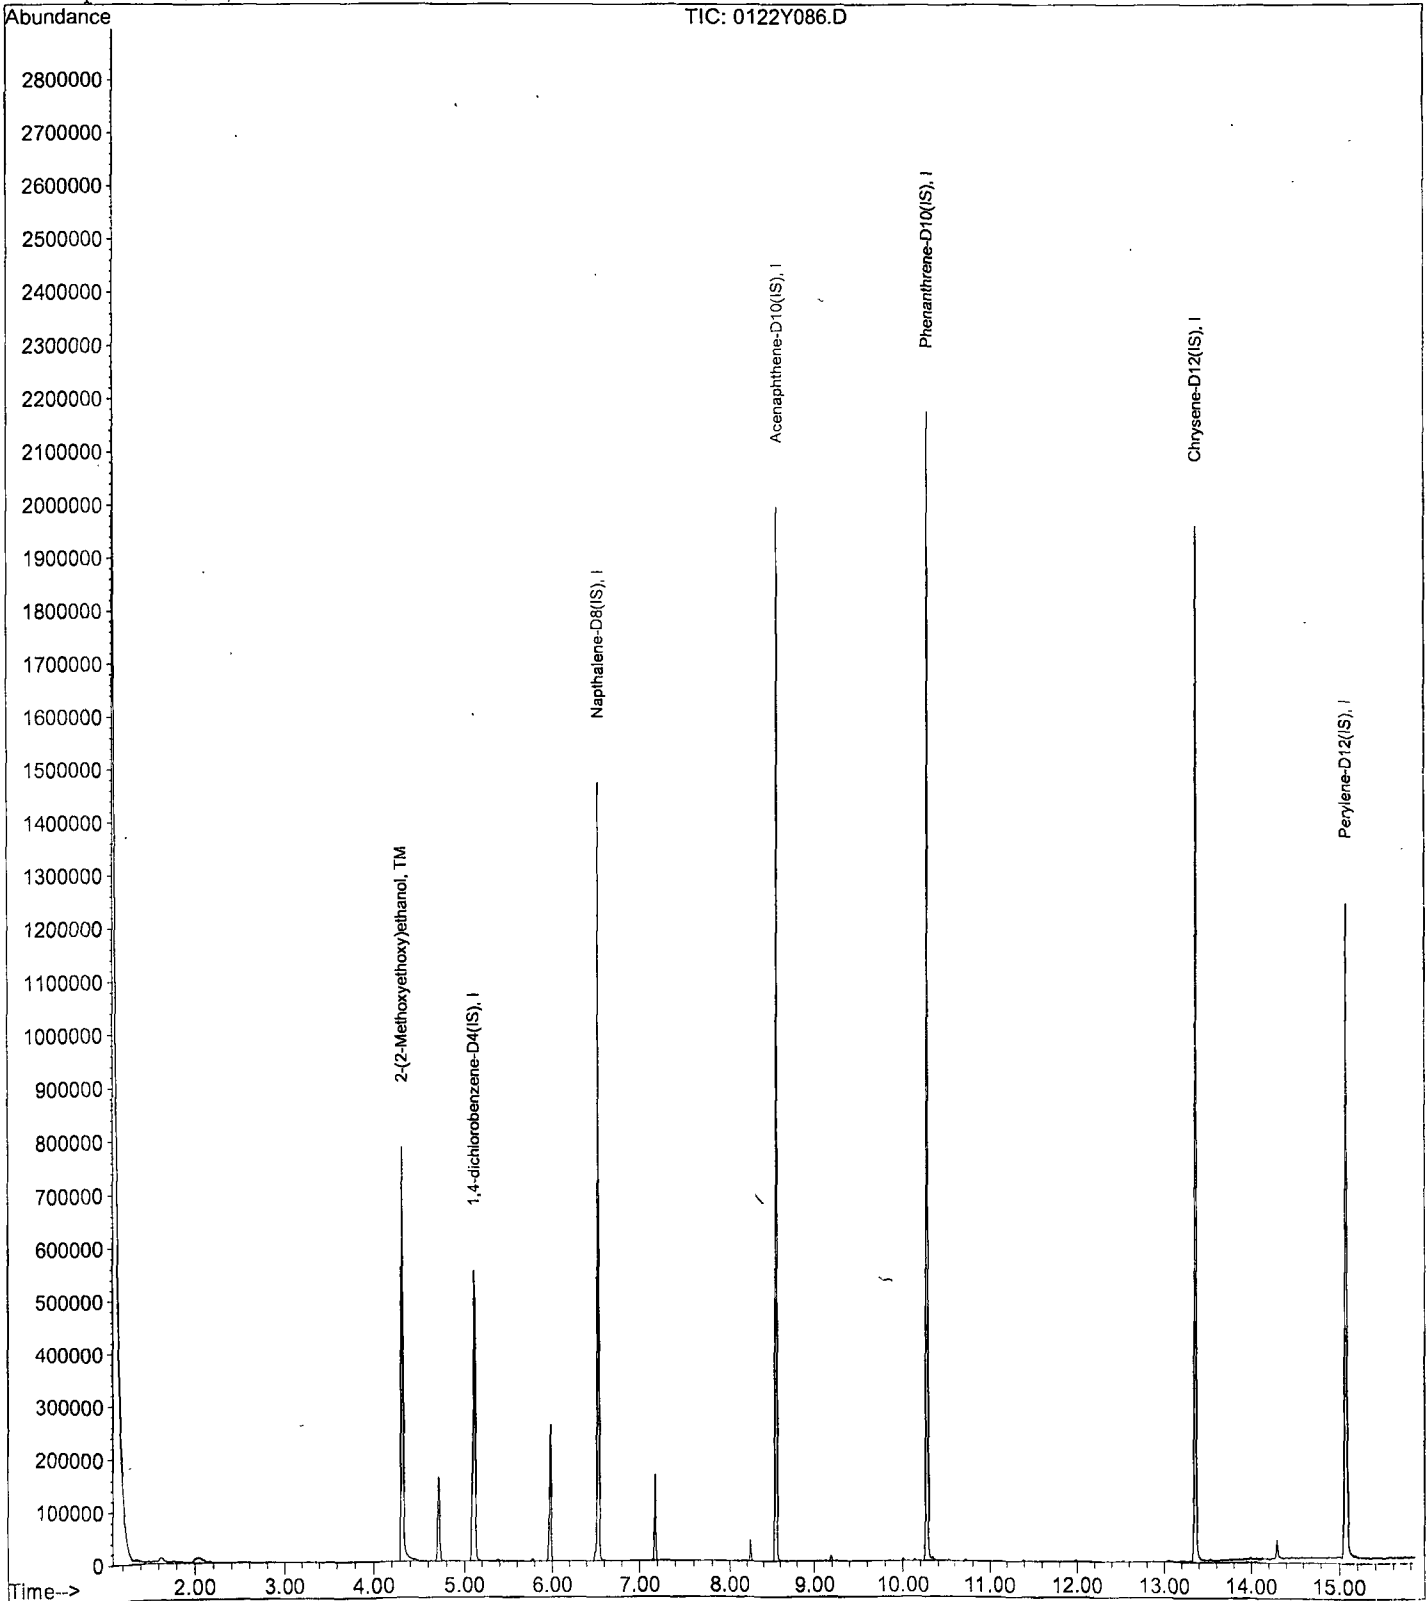 Abundance
TIC: 0122Y086.D
2800000
2700000
2600000
2500000
2400000
2300000
2200000
2100000
2000000
1900000
1800000
1700000
1600000
1500000
1400000
1300000
1200000
1100000
1000000
900000
800000
700000
600000
500000
400000
300000
200000
100000
0
2-(2-Methoxyethoxy)ethanol, TM
1,4-dichlorobenzene-D4(IS), I
Napthalene-D8(IS), I
Acenaphthene-D10(IS), I
Phenanthrene-D10(IS), I
Chrysene-D12(IS), I
Perylene-D12(IS), I
Time--> 2.00 3.00 4.00 5.00 6.00 7.00 8.00 9.00 10.00 11.00 12.00 13.00 14.00 15.00